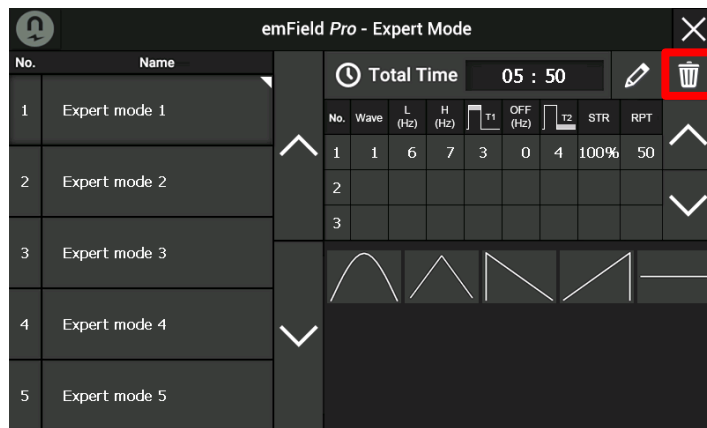 emField Pro - Expert Mode
No. Name
1 Expert mode 1
2 Expert mode 2
3 Expert mode 3
4 Expert mode 4
5 Expert mode 5
Total Time 05 : 50
No. Wave L (Hz) H (Hz) T1 OFF (Hz) T2 STR RPT
1 1 6 7 3 0 4 100% 50
2
3